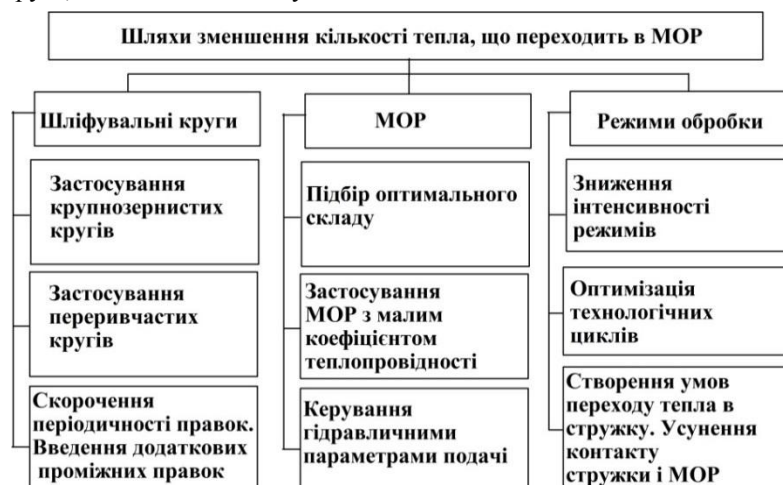 Шляхи зменшення кількості тепла, що переходить в МОР
Шліфувальні круги
Застосування
крупнозернистих
кругів
Застосування
переривчастих
кругів
Скорочення
періодичності правок.
Введення додаткових
проміжних правок
МОР
Підбір оптимального
складу
Застосування
МОР з малим
коефіцієнтом
теплопровідності
Керування
гідравличними
параметрами подачі
Режими обробки
Зниження
інтенсивності
режимів
Оптимізація
технологічних
циклів
Створення умов
переходу тепла в
стружку. Усунення
контакту
стружки і МОР